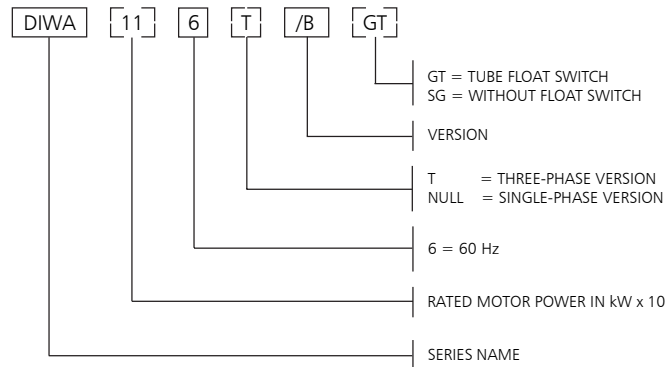 DIWA 11 6 T /B GT
GT = TUBE FLOAT SWITCH
SG = WITHOUT FLOAT SWITCH
VERSION
T = THREE-PHASE VERSION
NULL = SINGLE-PHASE VERSION
6 = 60 Hz
RATED MOTOR POWER IN kW x 10
SERIES NAME